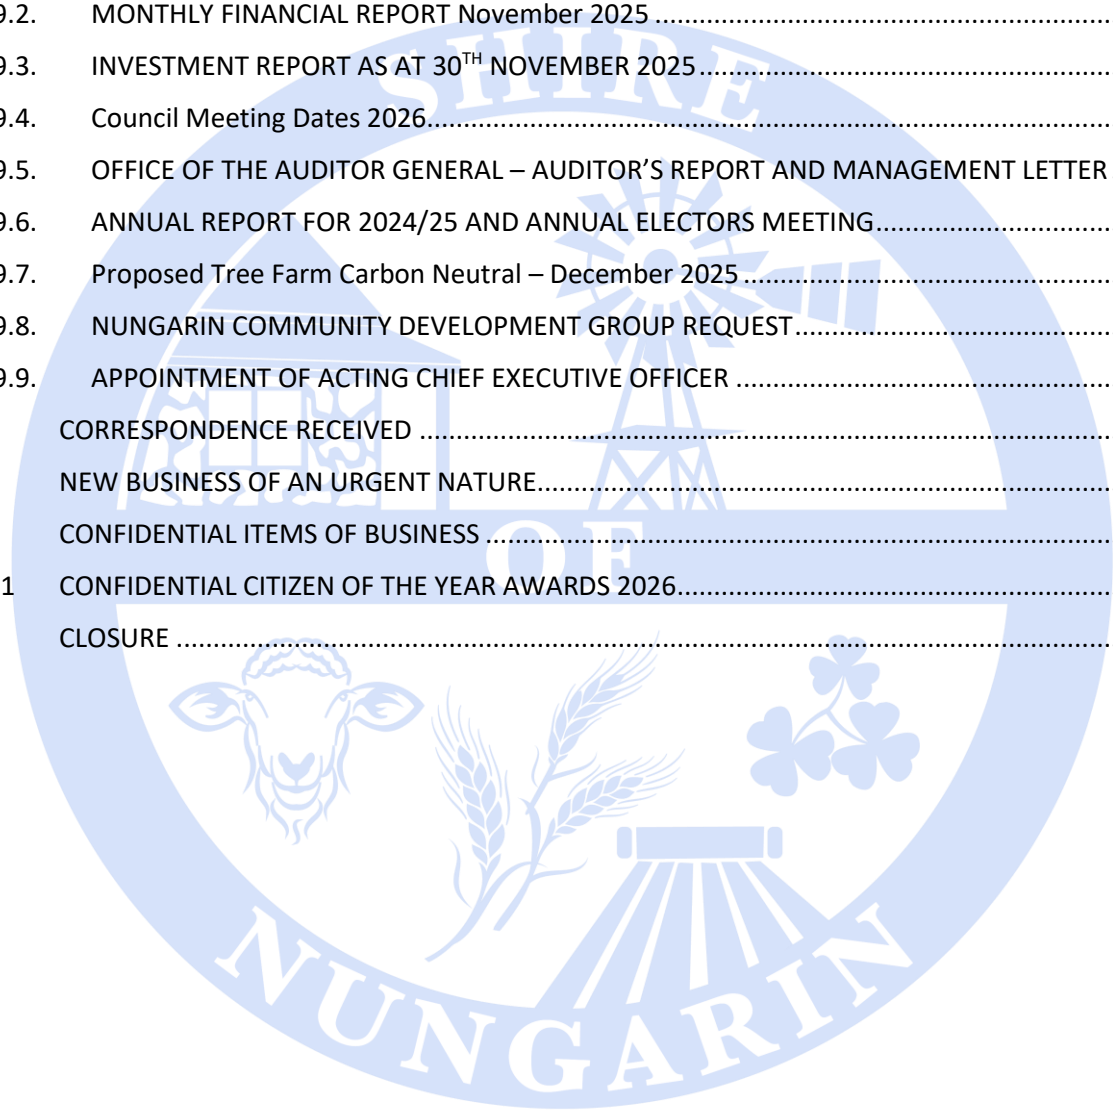 9.2. MONTHLY FINANCIAL REPORT November 2025
9.3. INVESTMENT REPORT AS AT 30TH NOVEMBER 2025
9.4. Council Meeting Dates 2026
9.5. OFFICE OF THE AUDITOR GENERAL – AUDITOR'S REPORT AND MANAGEMENT LETTER
9.6. ANNUAL REPORT FOR 2024/25 AND ANNUAL ELECTORS MEETING
9.7. Proposed Tree Farm Carbon Neutral – December 2025
9.8. NUNGARIN COMMUNITY DEVELOPMENT GROUP REQUEST
9.9. APPOINTMENT OF ACTING CHIEF EXECUTIVE OFFICER
CORRESPONDENCE RECEIVED
NEW BUSINESS OF AN URGENT NATURE
CONFIDENTIAL ITEMS OF BUSINESS
1 CONFIDENTIAL CITIZEN OF THE YEAR AWARDS 2026
CLOSURE
SHIRE
OF
NUNGARIN